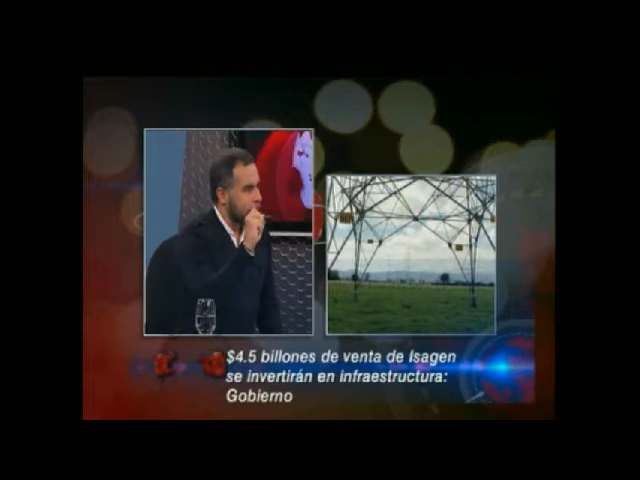 $4.5 billones de venta de Isagen
se invertirán en infraestructura:
Gobierno